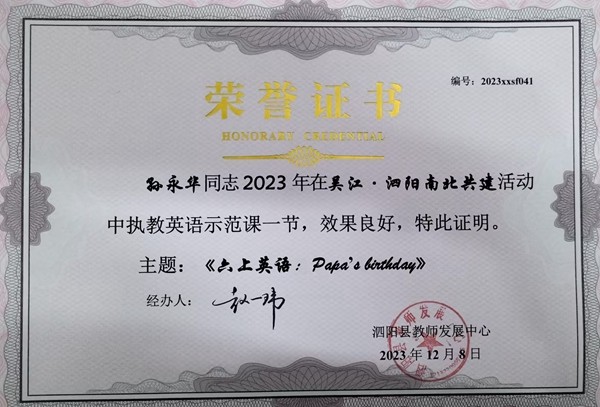 编号：2023xxsf041
荣誉证书
HONORARY CREDENTIAL
孙永华同志2023年在吴江·泗阳南北共建活动
中执教英语示范课一节，效果良好，特此证明。
主题：《六上英语：Papa's birthday》
经办人：赵一玮
泗阳县教师发展中心
2023年12月8日